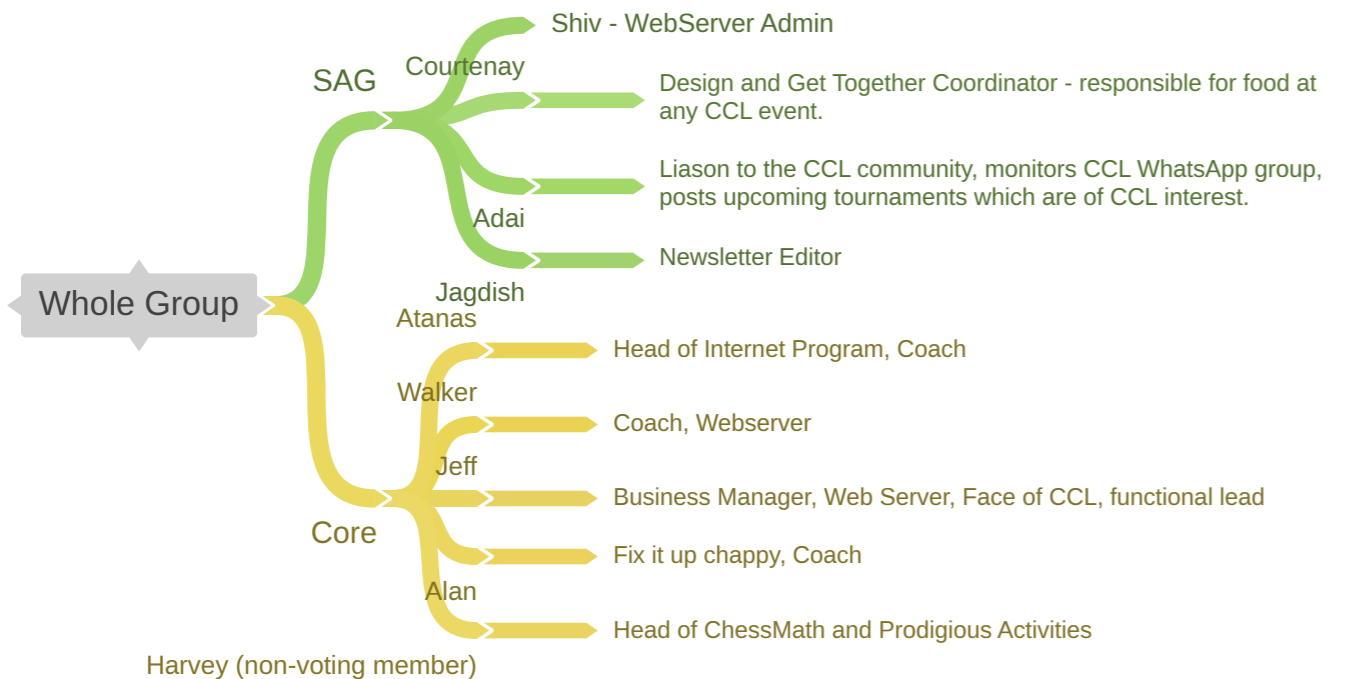 Shiv - WebServer Admin
SAG
Courtenay
Design and Get Together Coordinator - responsible for food at
any CCL event.
Liason to the CCL community, monitors CCL WhatsApp group,
posts upcoming tournaments which are of CCL interest.
Adai
Newsletter Editor
Jagdish
Whole Group
Atanas
Head of Internet Program, Coach
Walker
Coach, Webserver
Jeff
Business Manager, Web Server, Face of CCL, functional lead
Core
Fix it up chappy, Coach
Alan
Head of ChessMath and Prodigious Activities
Harvey (non-voting member)